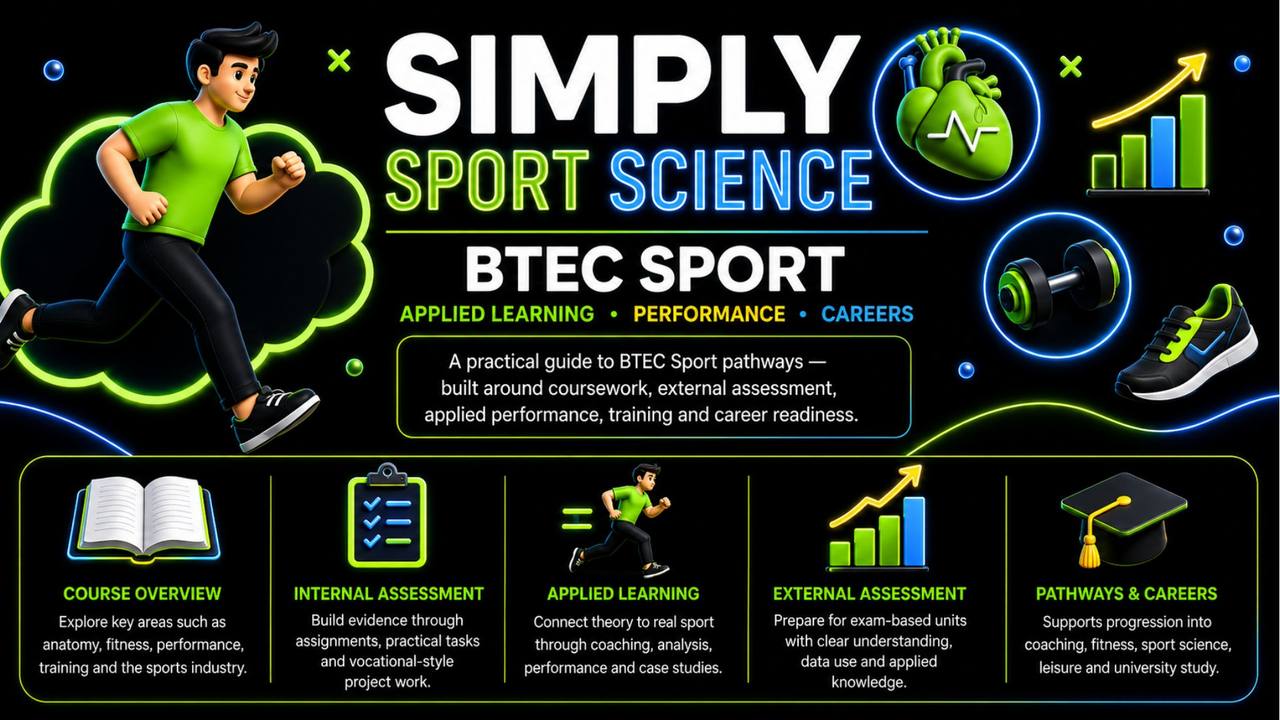 SIMPLY
SPORT SCIENCE
BTEC SPORT
APPLIED LEARNING • PERFORMANCE • CAREERS
A practical guide to BTEC Sport pathways —
built around coursework, external assessment,
applied performance, training and career readiness.
COURSE OVERVIEW
Explore key areas such as
anatomy, fitness, performance,
training and the sports industry.
INTERNAL ASSESSMENT
Build evidence through
assignments, practical tasks
and vocational-style
project work.
APPLIED LEARNING
Connect theory to real sport
through coaching, analysis,
performance and case studies.
EXTERNAL ASSESSMENT
Prepare for exam-based units
with clear understanding,
data use and applied
knowledge.
PATHWAYS & CAREERS
Supports progression into
coaching, fitness, sport science,
leisure and university study.